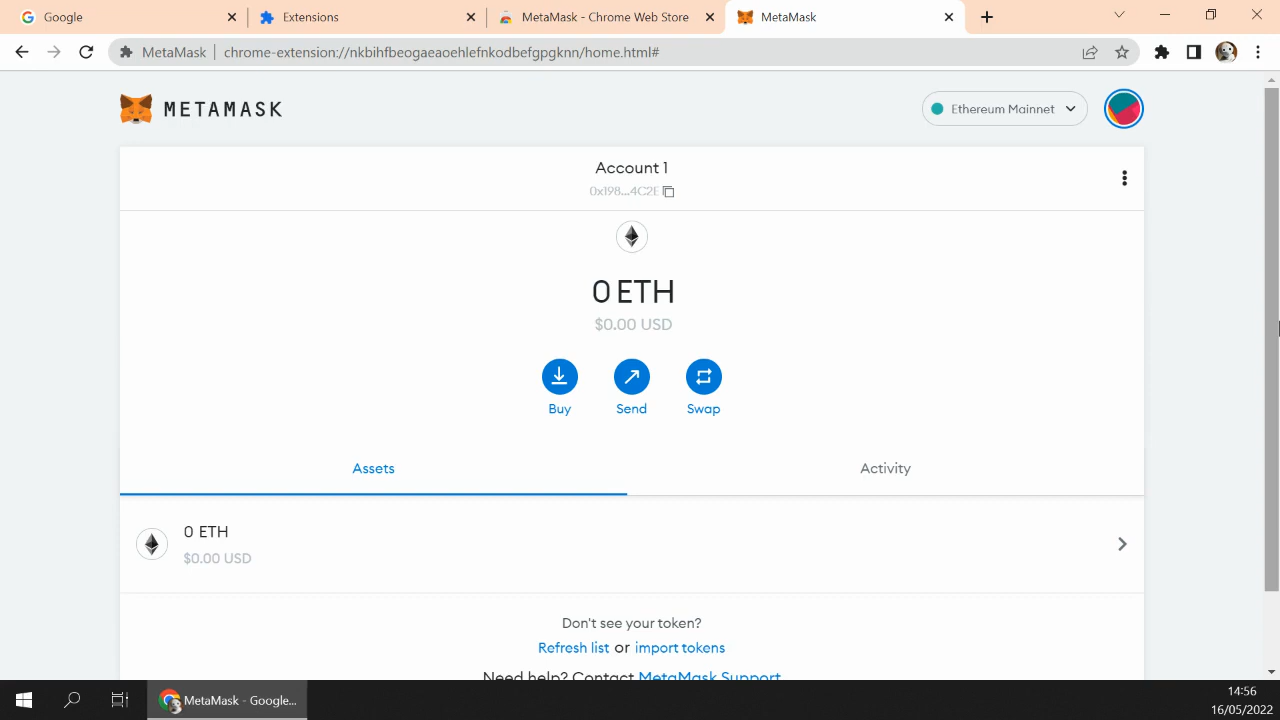 Google
Extensions
MetaMask - Chrome Web Store
MetaMask
MetaMask
chrome-extension://nkbihfbeogaeaoehlefnkodbefgpgknn/home.html#
METAMASK
Ethereum Mainnet
Account 1
0x198...4C2E
0 ETH
$0.00 USD
Buy
Send
Swap
Assets
Activity
0 ETH
$0.00 USD
Don't see your token?
Refresh list or import tokens
Need help? Contact MetaMask Support
MetaMask - Google...
14:56
16/05/2022